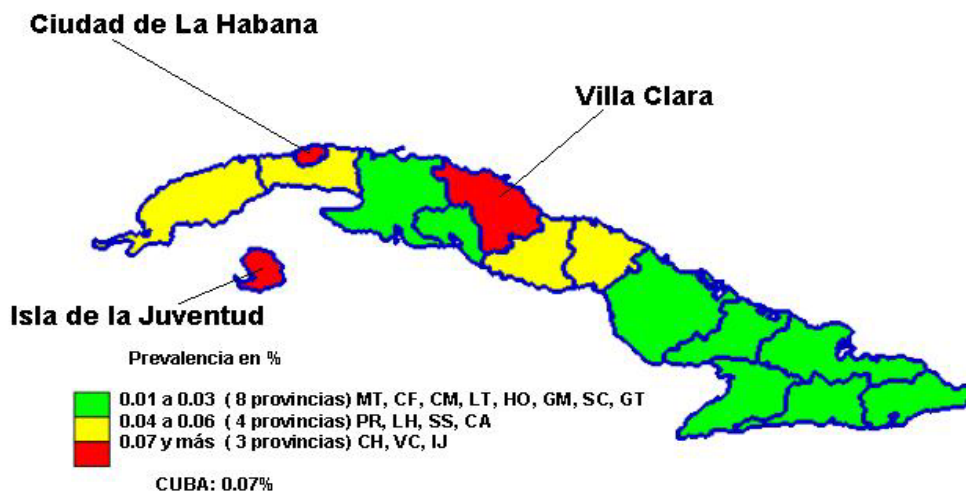 Ciudad de La Habana
Villa Clara
Isla de la Juventud
Prevalencia en %
0.01 a 0.03 ( 8 provincias) MT, CF, CM, LT, HO, GM, SC, GT
0.04 a 0.06 ( 4 provincias) PR, LH, SS, CA
0.07 y más ( 3 provincias) CH, VC, IJ
CUBA: 0.07%